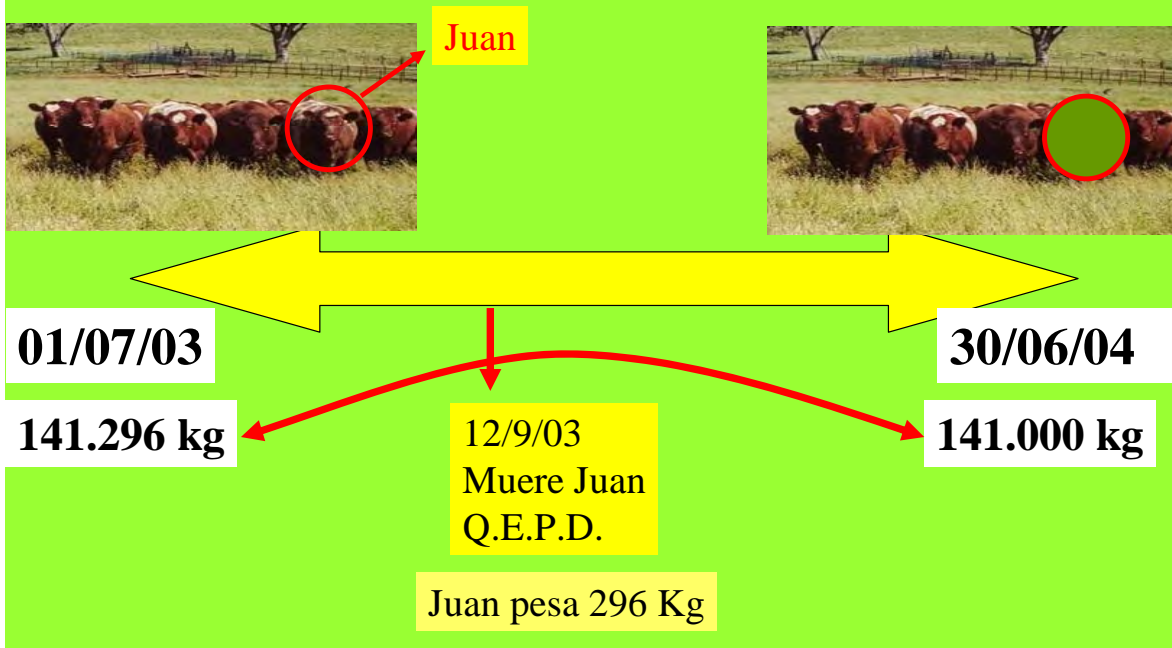 Juan
01/07/03
30/06/04
141.296 kg
141.000 kg
12/9/03
Muere Juan
Q.E.P.D.
Juan pesa 296 Kg